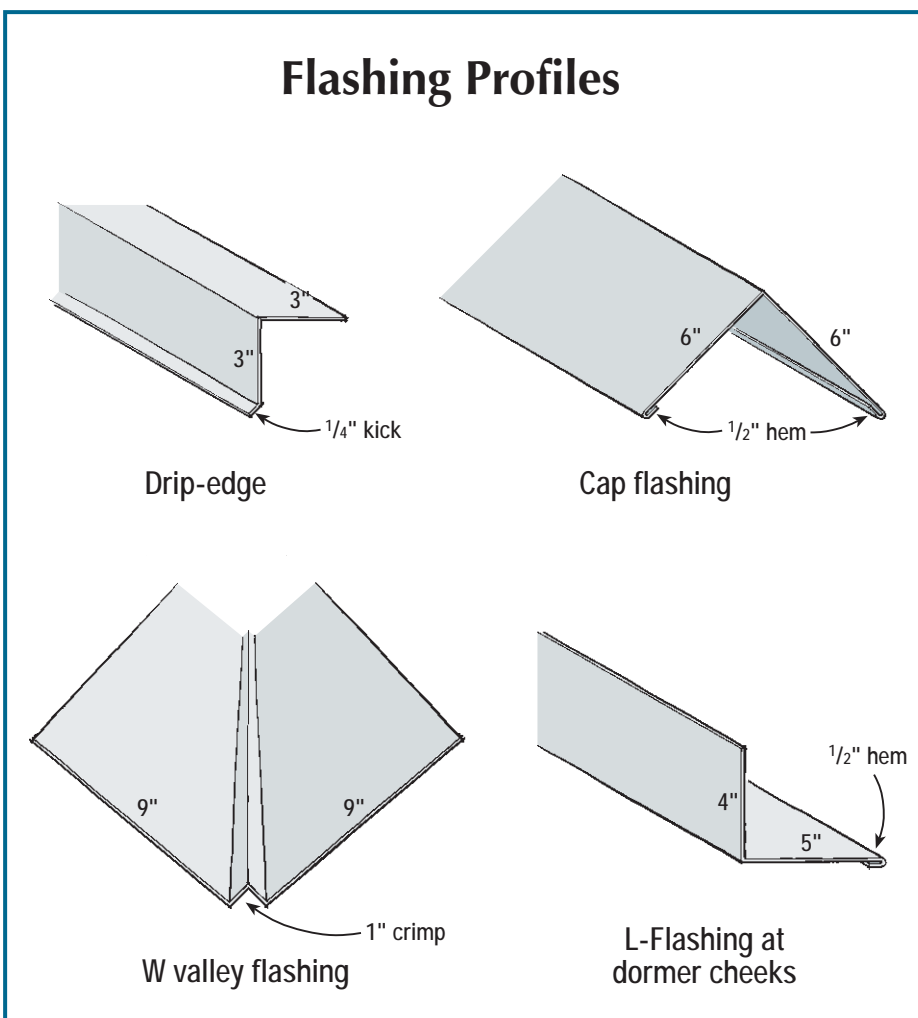 Flashing Profiles
3"
3"
1/4" kick
Drip-edge
6"
6"
1/2" hem
Cap flashing
9"
9"
1" crimp
W valley flashing
4"
5"
1/2" hem
L-Flashing at
dormer cheeks